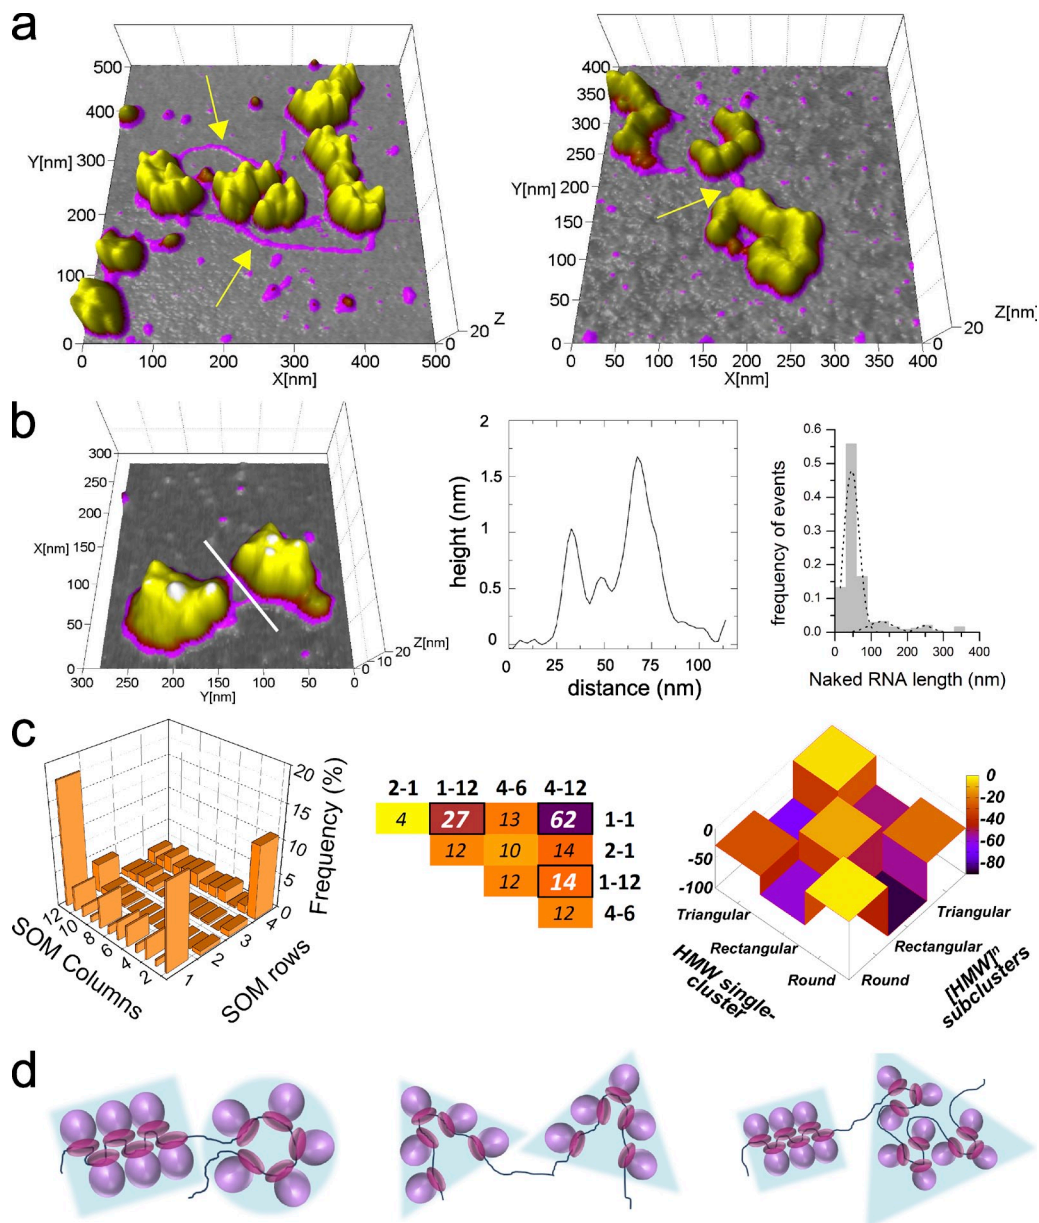 a
500
400
Y[nm] 300
200
100
0
0 100 200 300 400 500
X[nm]
0
20
Z
400
350
300
250
Y[nm] 200
150
100
50
0
0 50 100 150 200 250 300 350 400
X[nm]
0
20
Z[nm]
b
300
250
200
X[nm] 150
100
50
0
300 250 200 150 100 50 0
Y[nm]
0 10 20 Z[nm]
2
1.5
1
0.5
0
height (nm)
0 25 50 75 100
distance (nm)
0.6
0.5
0.4
0.3
0.2
0.1
0.0
frequency of events
0 100 200 300 400
Naked RNA length (nm)
c
20
15
10
5
0
Frequency (%)
12 10 8 6 4 2
SOM Columns
1 2 3 4
SOM rows
2-1 1-12 4-6 4-12
4 27 13 62 1-1
12 10 14 2-1
12 14 1-12
12 4-6
0
-50
-100
0
-20
-40
-60
-80
Triangular
Rectangular
Round
HMW single-
cluster
Triangular
Rectangular
Round
[HMW]ⁿ
subclusters
d